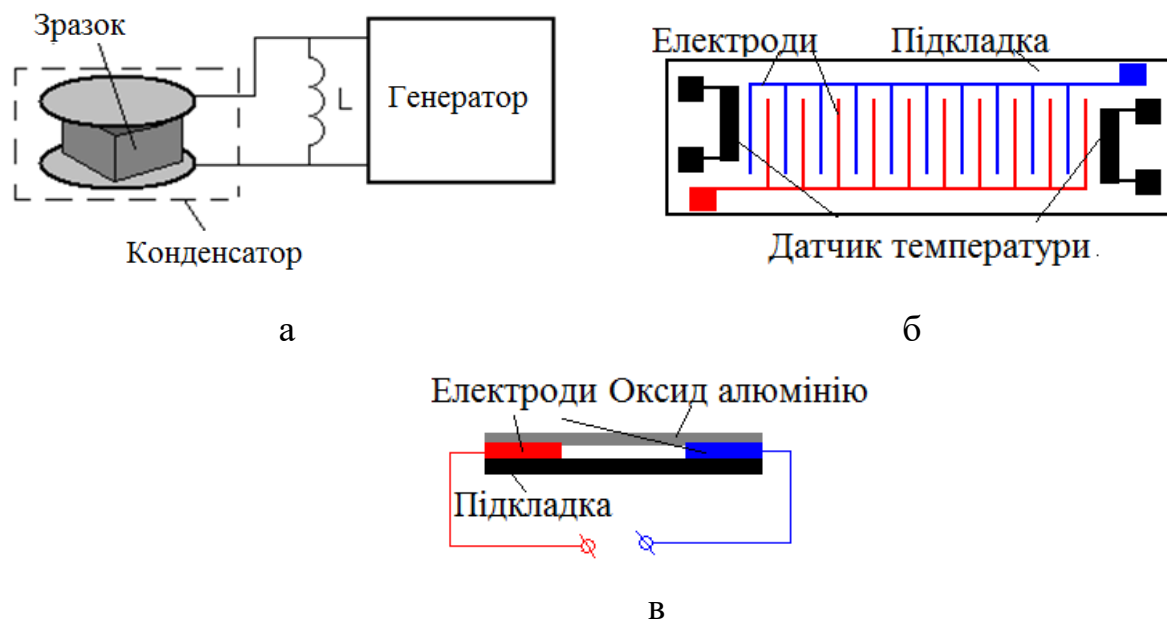 Зразок
L
Генератор
Конденсатор
а
Електроди Підкладка
Датчик температури
б
Електроди Оксид алюмінію
Підкладка
в